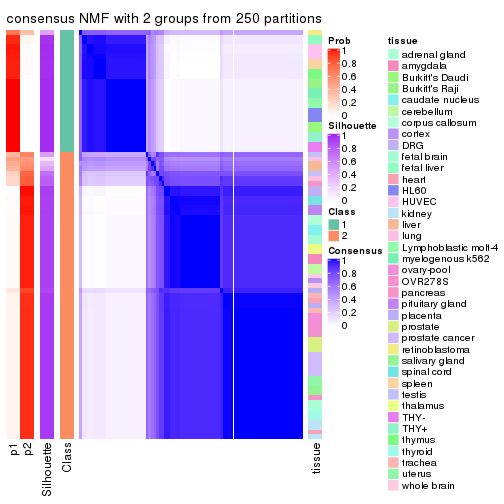 consensus NMF with 2 groups from 250 partitions
p1
p2
Silhouette
Class
tissue
Prob
1
0.8
0.6
0.4
0.2
0
Silhouette
1
0.8
0.6
0.4
0.2
0
Class
1
2
Consensus
1
0.8
0.6
0.4
0.2
0
tissue
adrenal gland
amygdala
Burkitt's Daudi
Burkitt's Raji
caudate nucleus
cerebellum
corpus callosum
cortex
DRG
fetal brain
fetal liver
heart
HL60
HUVEC
kidney
liver
lung
Lymphoblastic molt-4
myelogenous k562
ovary-pool
OVR278S
pancreas
pituitary gland
placenta
prostate
prostate cancer
retinoblastoma
salivary gland
spinal cord
spleen
testis
thalamus
THY-
THY+
thymus
thyroid
trachea
uterus
whole brain